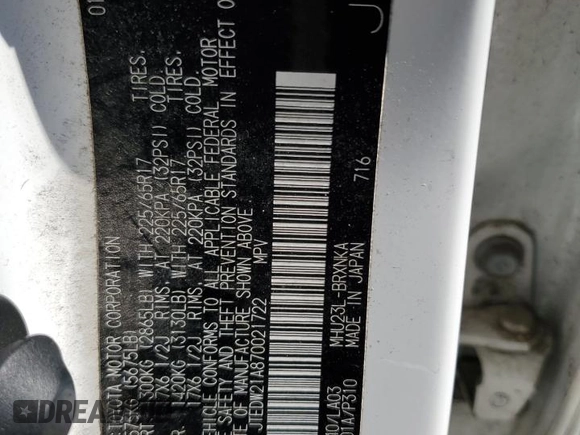 01
TOYOTA MOTOR CORPORATION
(5675LB)
1300KG (2865LB) WITH 225/65R17 TIRES,
17X6 1/2J RIMS, AT 220KPA (32PSI) COLD.
1420KG (3130LB) WITH 225/65R17 TIRES,
17X6 1/2J RIMS, AT 220KPA (32PSI) COLD.
VEHICLE CONFORMS TO ALL APPLICABLE FEDERAL MOTOR
SAFETY AND THEFT PREVENTION STANDARDS IN EFFECT O
DATE OF MANUFACTURE SHOWN ABOVE.
JTEDW21A870021722 MPV
MHU23L-BRXNKA 716
01A/P310 MADE IN JAPAN
J
DREAMBIDCARS